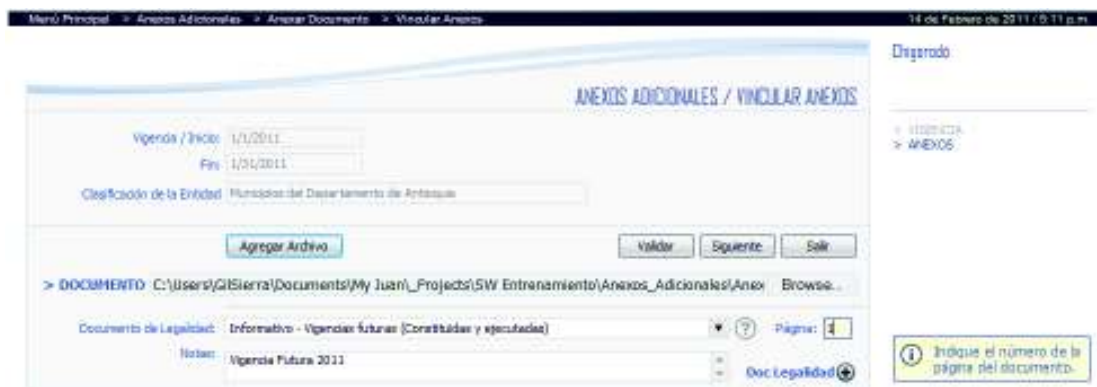 Menú Principal > Anexos Adicionales > Anexar Documento > Vincular Anexos
14 de Febrero de 2011 / 5:11 p.m
ANEXOS ADICIONALES / VINCULAR ANEXOS
Vigencia / Inicio: 1/1/2011
Fin: 1/31/2011
Clasificación de la Entidad Municipios del Departamento de Antioquia
> VIGENCIA
> ANEXOS
Agregar Archivo Validar Siguiente Salir
> DOCUMENTO C:\Users\GilSierra\Documents\My Juan\_Projects\SW Entrenamiento\Anexos_Adicionales\Anex Browse...
Documento de Legalidad: Informativo - Vigencias futuras (Constituidas y ejecutadas) ? Página: 1
Notas: Vigencia Futura 2011
Doc Legalidad
Indique el número de la
página del documento.